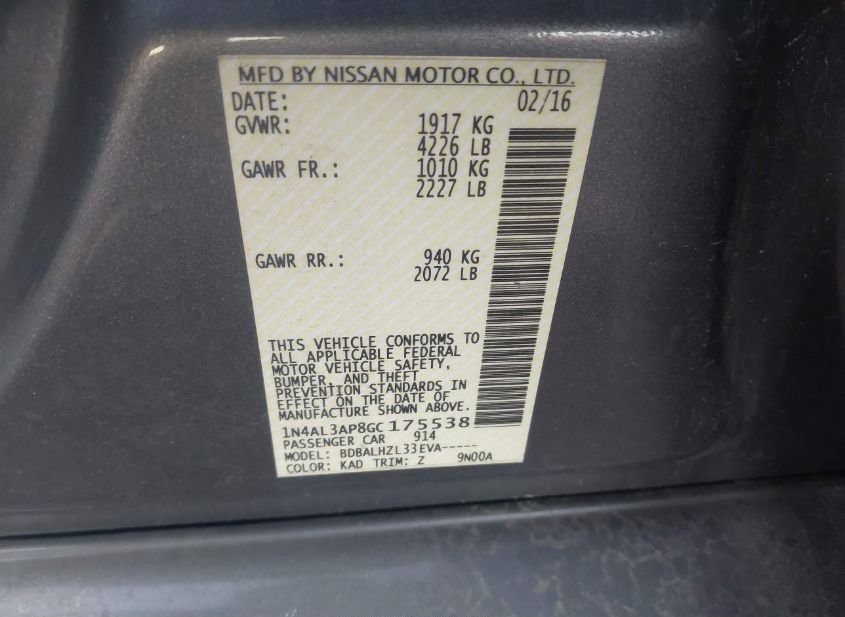 MFD BY NISSAN MOTOR CO., LTD.
DATE: 02/16
GVWR: 1917 KG
4226 LB
GAWR FR.: 1010 KG
2227 LB
GAWR RR.: 940 KG
2072 LB
THIS VEHICLE CONFORMS TO
ALL APPLICABLE FEDERAL
MOTOR VEHICLE SAFETY,
BUMPER, AND THEFT
PREVENTION STANDARDS IN
EFFECT ON THE DATE OF
MANUFACTURE SHOWN ABOVE.
1N4AL3AP8GC175538
PASSENGER CAR 914
MODEL: BDBALHZL33EVA-----
COLOR: KAD TRIM: Z 9N00A